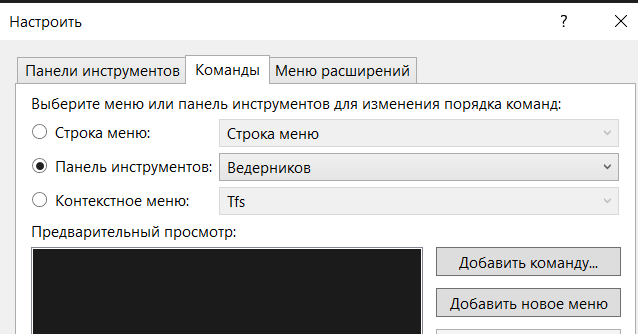 Настроить
?
Панели инструментов Команды Меню расширений
Выберите меню или панель инструментов для изменения порядка команд:
Строка меню: Строка меню
Панель инструментов: Ведерников
Контекстное меню: Tfs
Предварительный просмотр:
Добавить команду...
Добавить новое меню